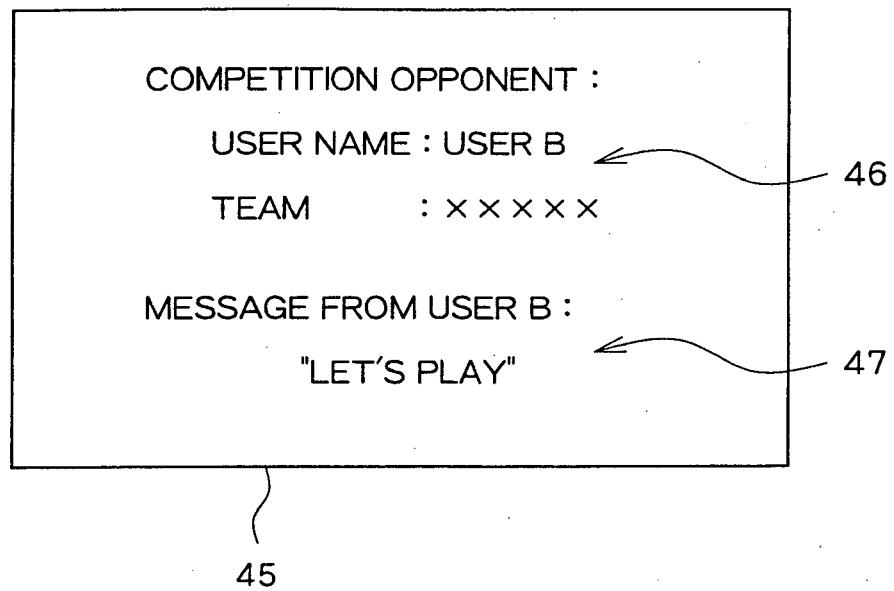 COMPETITION OPPONENT :
USER NAME : USER B
TEAM : × × × × ×
46
MESSAGE FROM USER B :
"LET'S PLAY"
47
45